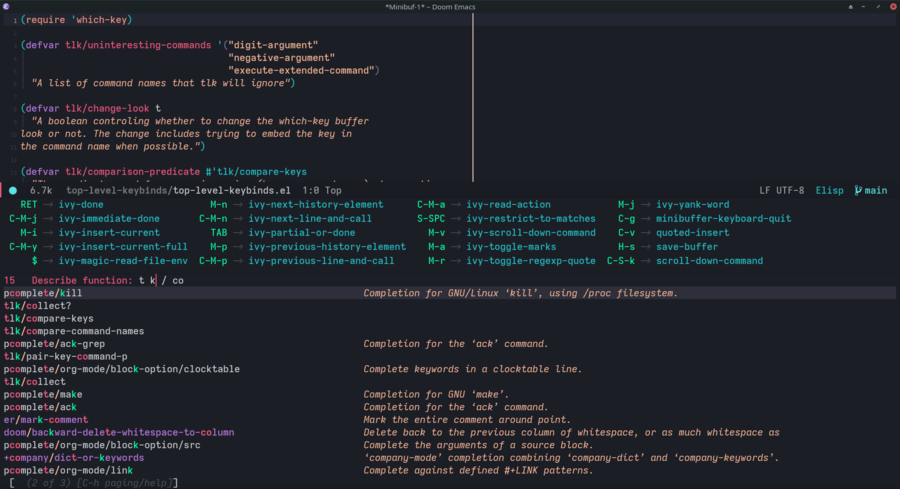 *Minibuf-1* – Doom Emacs
1 (require 'which-key)
(defvar tlk/uninteresting-commands '("digit-argument"
"negative-argument"
"execute-extended-command")
"A list of command names that tlk will ignore")
(defvar tlk/change-look t
"A boolean controling whether to change the which-key buffer
look or not. The change includes trying to embed the key in
the command name when possible.")
(defvar tlk/comparison-predicate #'tlk/compare-keys
6.7k top-level-keybinds/top-level-keybinds.el 1:0 Top LF UTF-8 Elisp main
RET → ivy-done M-n → ivy-next-history-element C-M-a → ivy-read-action M-j → ivy-yank-word
C-M-j → ivy-immediate-done C-M-n → ivy-next-line-and-call S-SPC → ivy-restrict-to-matches C-g → minibuffer-keyboard-quit
M-i → ivy-insert-current TAB → ivy-partial-or-done M-v → ivy-scroll-down-command C-v → quoted-insert
C-M-y → ivy-insert-current-full M-p → ivy-previous-history-element M-a → ivy-toggle-marks H-s → save-buffer
$ → ivy-magic-read-file-env C-M-p → ivy-previous-line-and-call M-r → ivy-toggle-regexp-quote C-S-k → scroll-down-command
15 Describe function: t k / co
pcomplete/kill Completion for GNU/Linux ‘kill’, using /proc filesystem.
tlk/collect?
tlk/compare-keys
tlk/compare-command-names
pcomplete/ack-grep Completion for the ‘ack’ command.
tlk/pair-key-command-p
pcomplete/org-mode/block-option/clocktable Complete keywords in a clocktable line.
tlk/collect
pcomplete/make Completion for GNU ‘make’.
pcomplete/ack Completion for the ‘ack’ command.
er/mark-comment Mark the entire comment around point.
doom/backward-delete-whitespace-to-column Delete back to the previous column of whitespace, or as much whitespace as
pcomplete/org-mode/block-option/src Complete the arguments of a source block.
+company/dict-or-keywords ‘company-mode’ completion combining ‘company-dict’ and ‘company-keywords’.
pcomplete/org-mode/link Complete against defined #+LINK patterns.
[ (2 of 3) [C-h paging/help]]